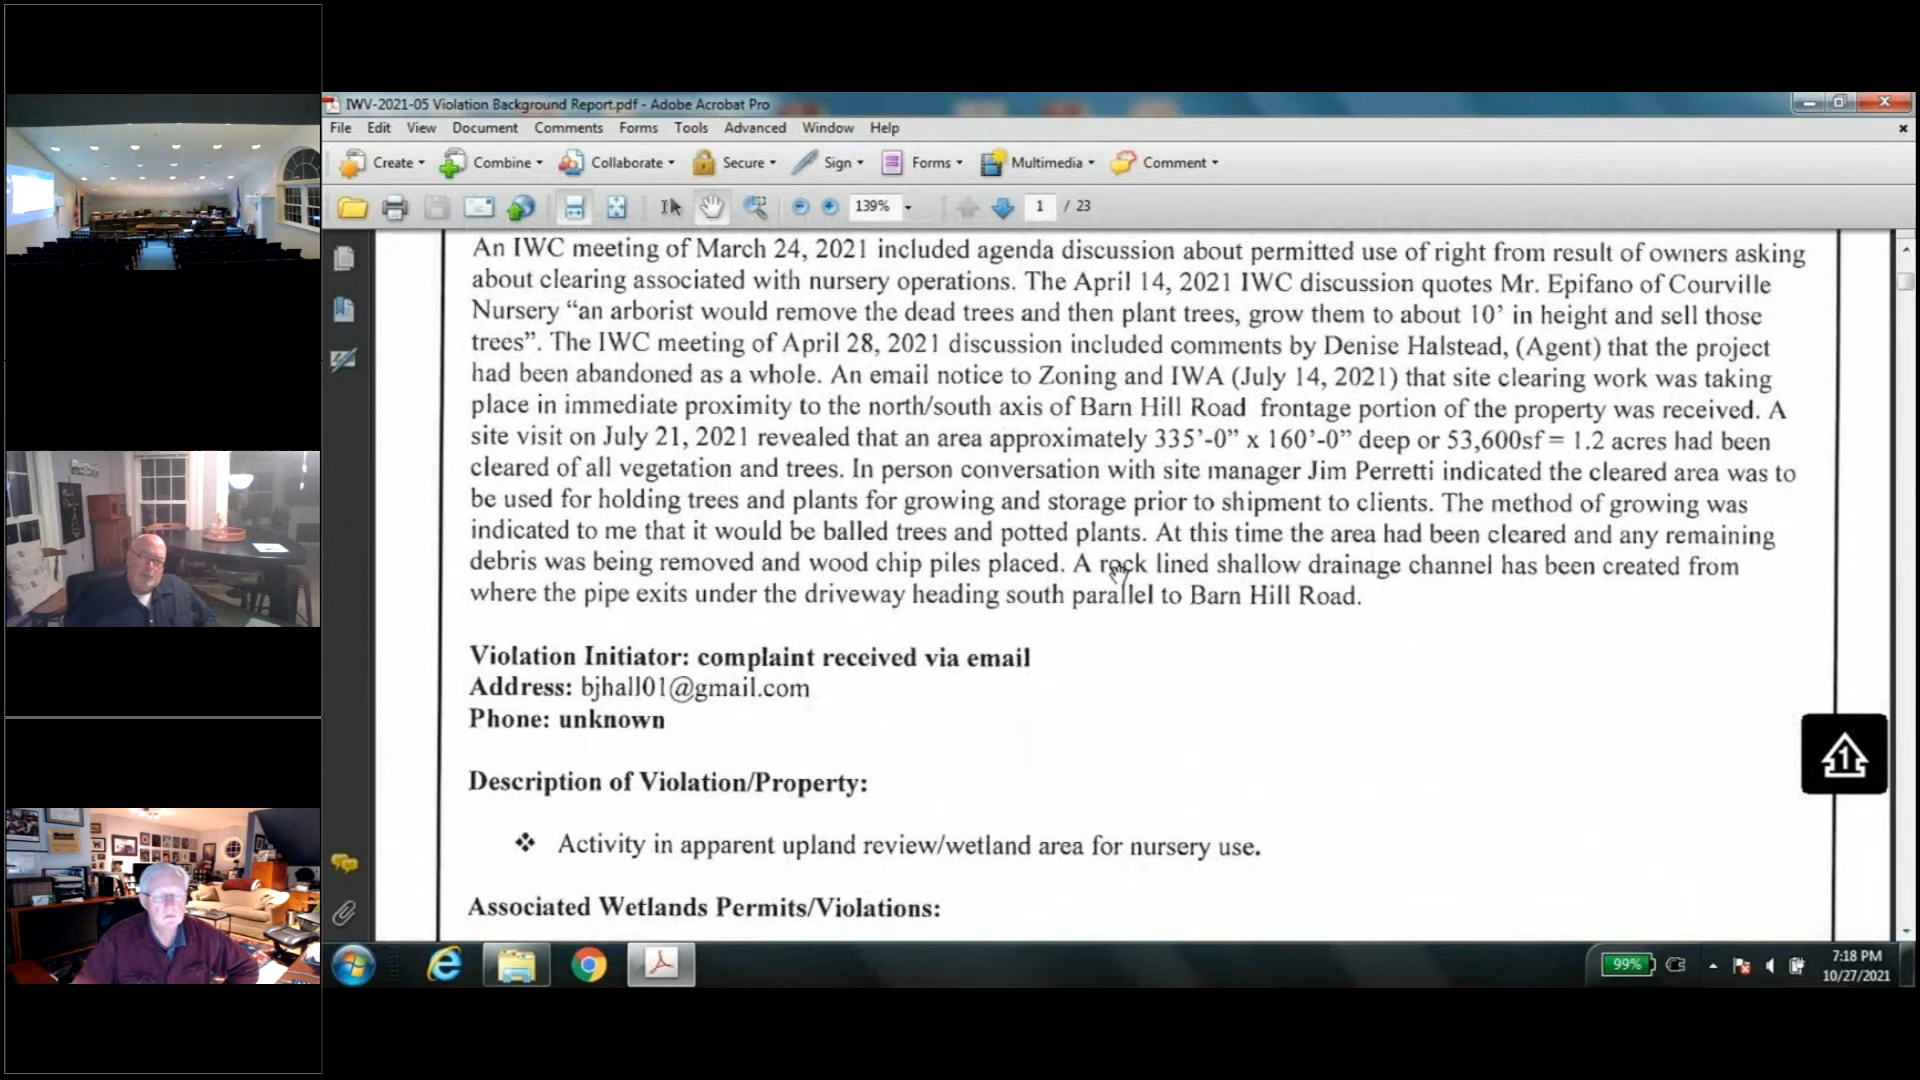 IWV-2021-05 Violation Background Report.pdf - Adobe Acrobat Pro
File Edit View Document Comments Forms Tools Advanced Window Help
Create Combine Collaborate Secure Sign Forms Multimedia Comment
139% 1 / 23
An IWC meeting of March 24, 2021 included agenda discussion about permitted use of right from result of owners asking
about clearing associated with nursery operations. The April 14, 2021 IWC discussion quotes Mr. Epifano of Courville
Nursery “an arborist would remove the dead trees and then plant trees, grow them to about 10’ in height and sell those
trees”. The IWC meeting of April 28, 2021 discussion included comments by Denise Halstead, (Agent) that the project
had been abandoned as a whole. An email notice to Zoning and IWA (July 14, 2021) that site clearing work was taking
place in immediate proximity to the north/south axis of Barn Hill Road frontage portion of the property was received. A
site visit on July 21, 2021 revealed that an area approximately 335’-0” x 160’-0” deep or 53,600sf = 1.2 acres had been
cleared of all vegetation and trees. In person conversation with site manager Jim Perretti indicated the cleared area was to
be used for holding trees and plants for growing and storage prior to shipment to clients. The method of growing was
indicated to me that it would be balled trees and potted plants. At this time the area had been cleared and any remaining
debris was being removed and wood chip piles placed. A rock lined shallow drainage channel has been created from
where the pipe exits under the driveway heading south parallel to Barn Hill Road.
Violation Initiator: complaint received via email
Address: bjhall01@gmail.com
Phone: unknown
Description of Violation/Property:
❖ Activity in apparent upland review/wetland area for nursery use.
Associated Wetlands Permits/Violations:
1
99%
7:18 PM
10/27/2021